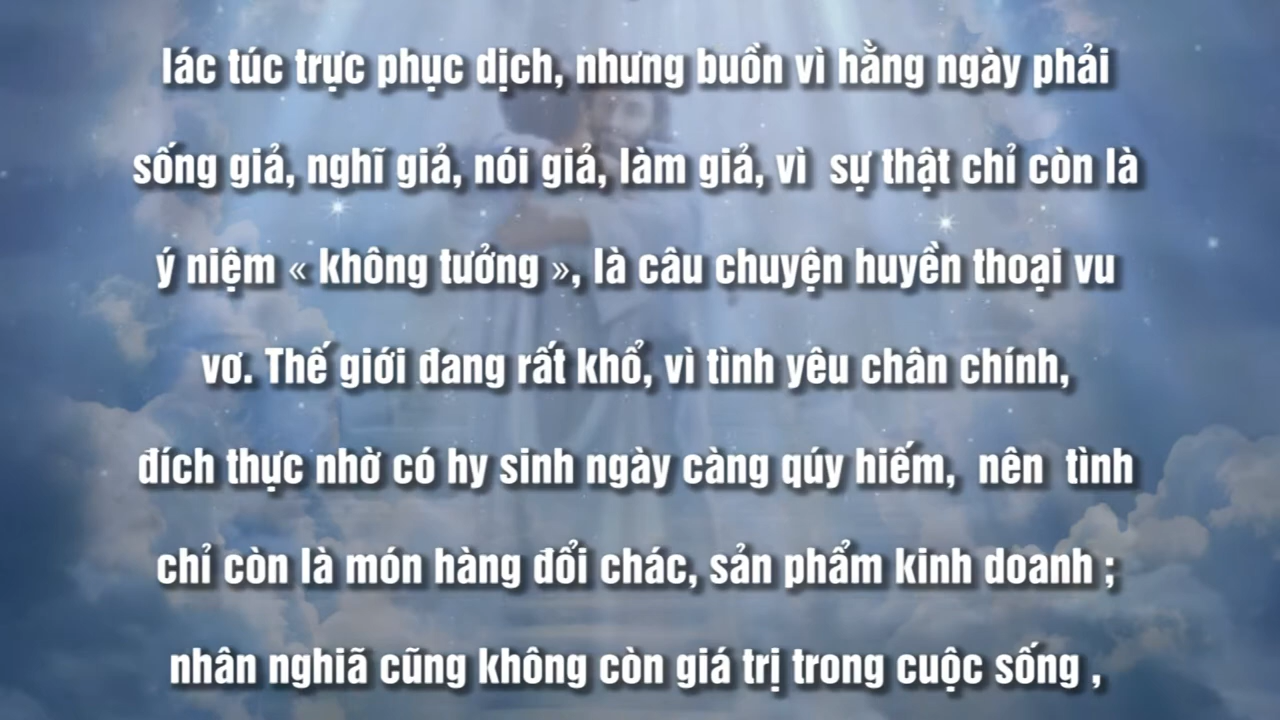 lác túc trực phục dịch, nhưng buồn vì hằng ngày phải
sống giả, nghĩ giả, nói giả, làm giả, vì  sự thật chỉ còn là
ý niệm « không tưởng », là câu chuyện huyền thoại vu
vơ. Thế giới đang rất khổ, vì tình yêu chân chính,
đích thực nhờ có hy sinh ngày càng qúy hiếm,  nên  tình
chỉ còn là món hàng đổi chác, sản phẩm kinh doanh ;
nhân nghiã cũng không còn giá trị trong cuộc sống ,